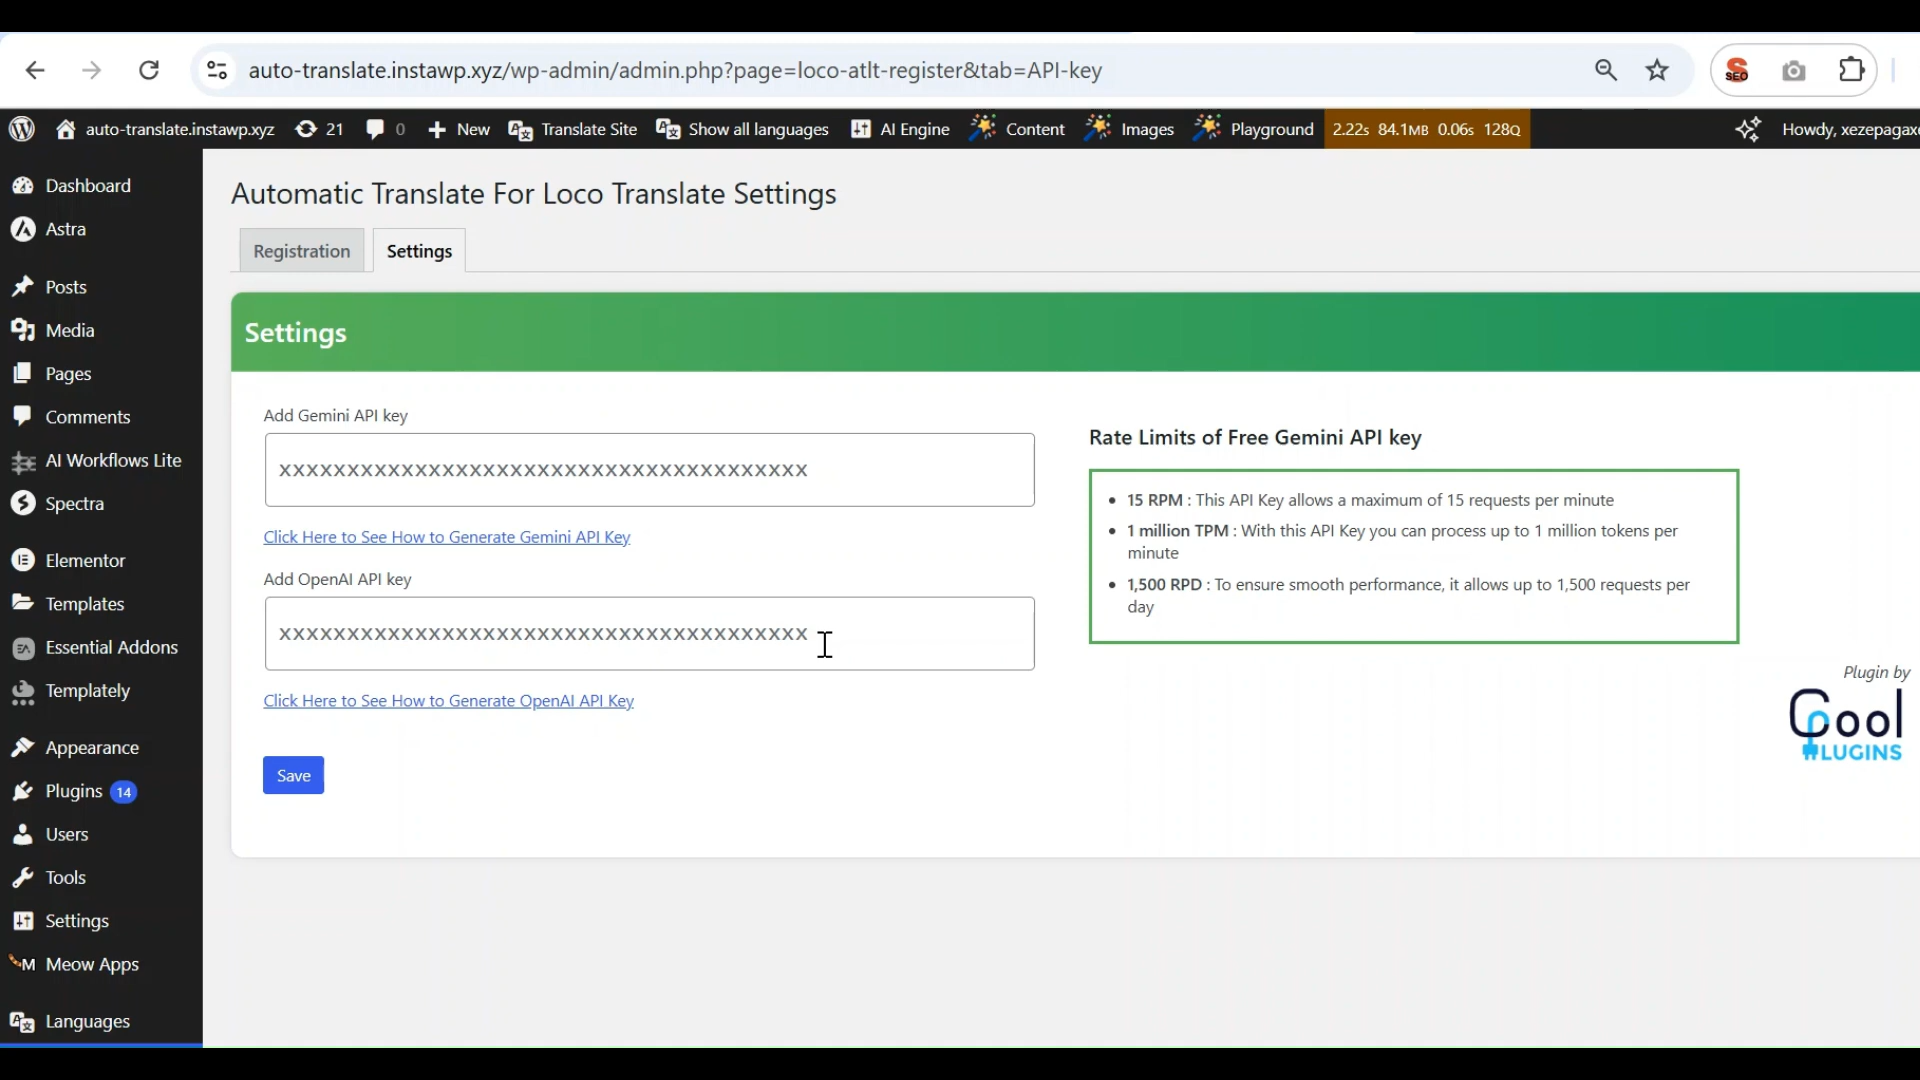 auto-translate.instawp.xyz/wp-admin/admin.php?page=loco-atlt-register&tab=API-key
SEO
auto-translate.instawp.xyz 21 0 New Translate Site Show all languages AI Engine Content Images Playground 2.22s 84.1MB 0.06s 128Q Howdy, xezepagax
Dashboard
Astra
Posts
Media
Pages
Comments
AI Workflows Lite
Spectra
Elementor
Templates
Essential Addons
Templately
Appearance
Plugins 14
Users
Tools
Settings
Meow Apps
Languages
Automatic Translate For Loco Translate Settings
Registration Settings
Settings
Add Gemini API key
xxxxxxxxxxxxxxxxxxxxxxxxxxxxxxxxxxxxxxx
Click Here to See How to Generate Gemini API Key
Add OpenAI API key
xxxxxxxxxxxxxxxxxxxxxxxxxxxxxxxxxxxxxxx
Click Here to See How to Generate OpenAI API Key
Save
Rate Limits of Free Gemini API key
• 15 RPM : This API Key allows a maximum of 15 requests per minute
• 1 million TPM : With this API Key you can process up to 1 million tokens per
minute
• 1,500 RPD : To ensure smooth performance, it allows up to 1,500 requests per
day
Plugin by
Cool
PLUGINS